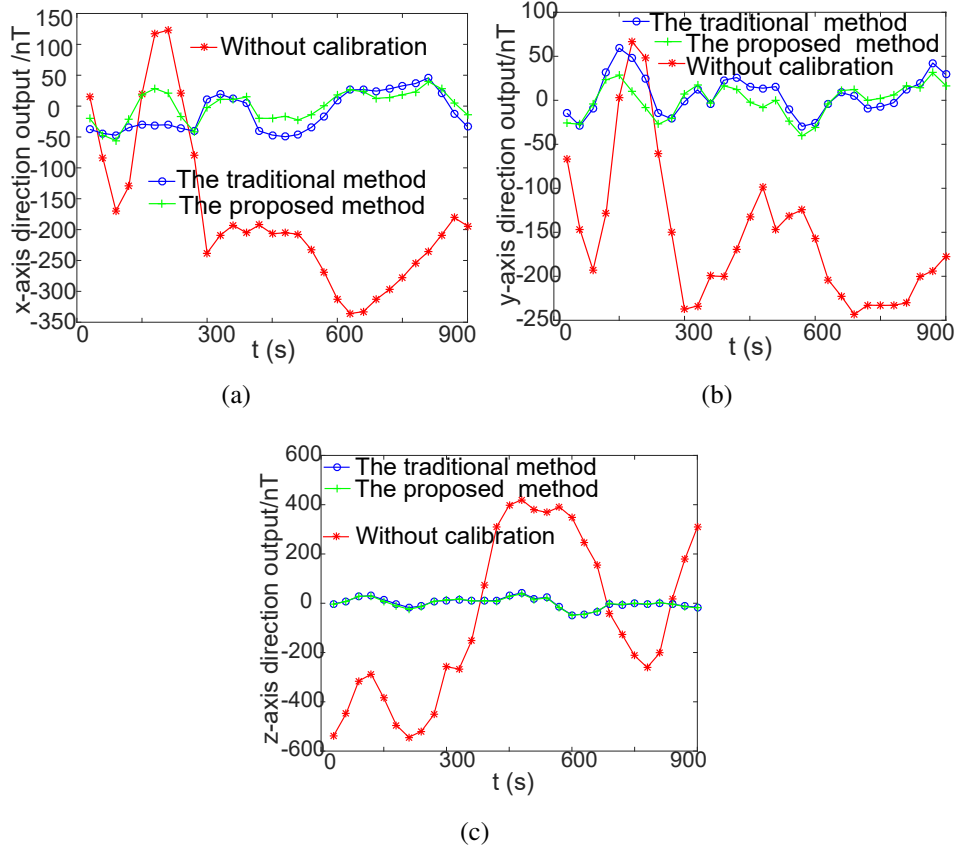 x-axis direction output /nT
150
100
50
0
-50
-100
-150
-200
-250
-300
-350
Without calibration
The traditional method
The proposed method
0
300
600
900
t (s)
(a)
y-axis direction output/nT
100
50
0
-50
-100
-150
-200
-250
The traditional method
The proposed method
Without calibration
0
300
600
900
t (s)
(b)
z-axis direction output/nT
600
400
200
0
-200
-400
-600
The traditional method
The proposed method
Without calibration
0
300
600
900
t (s)
(c)